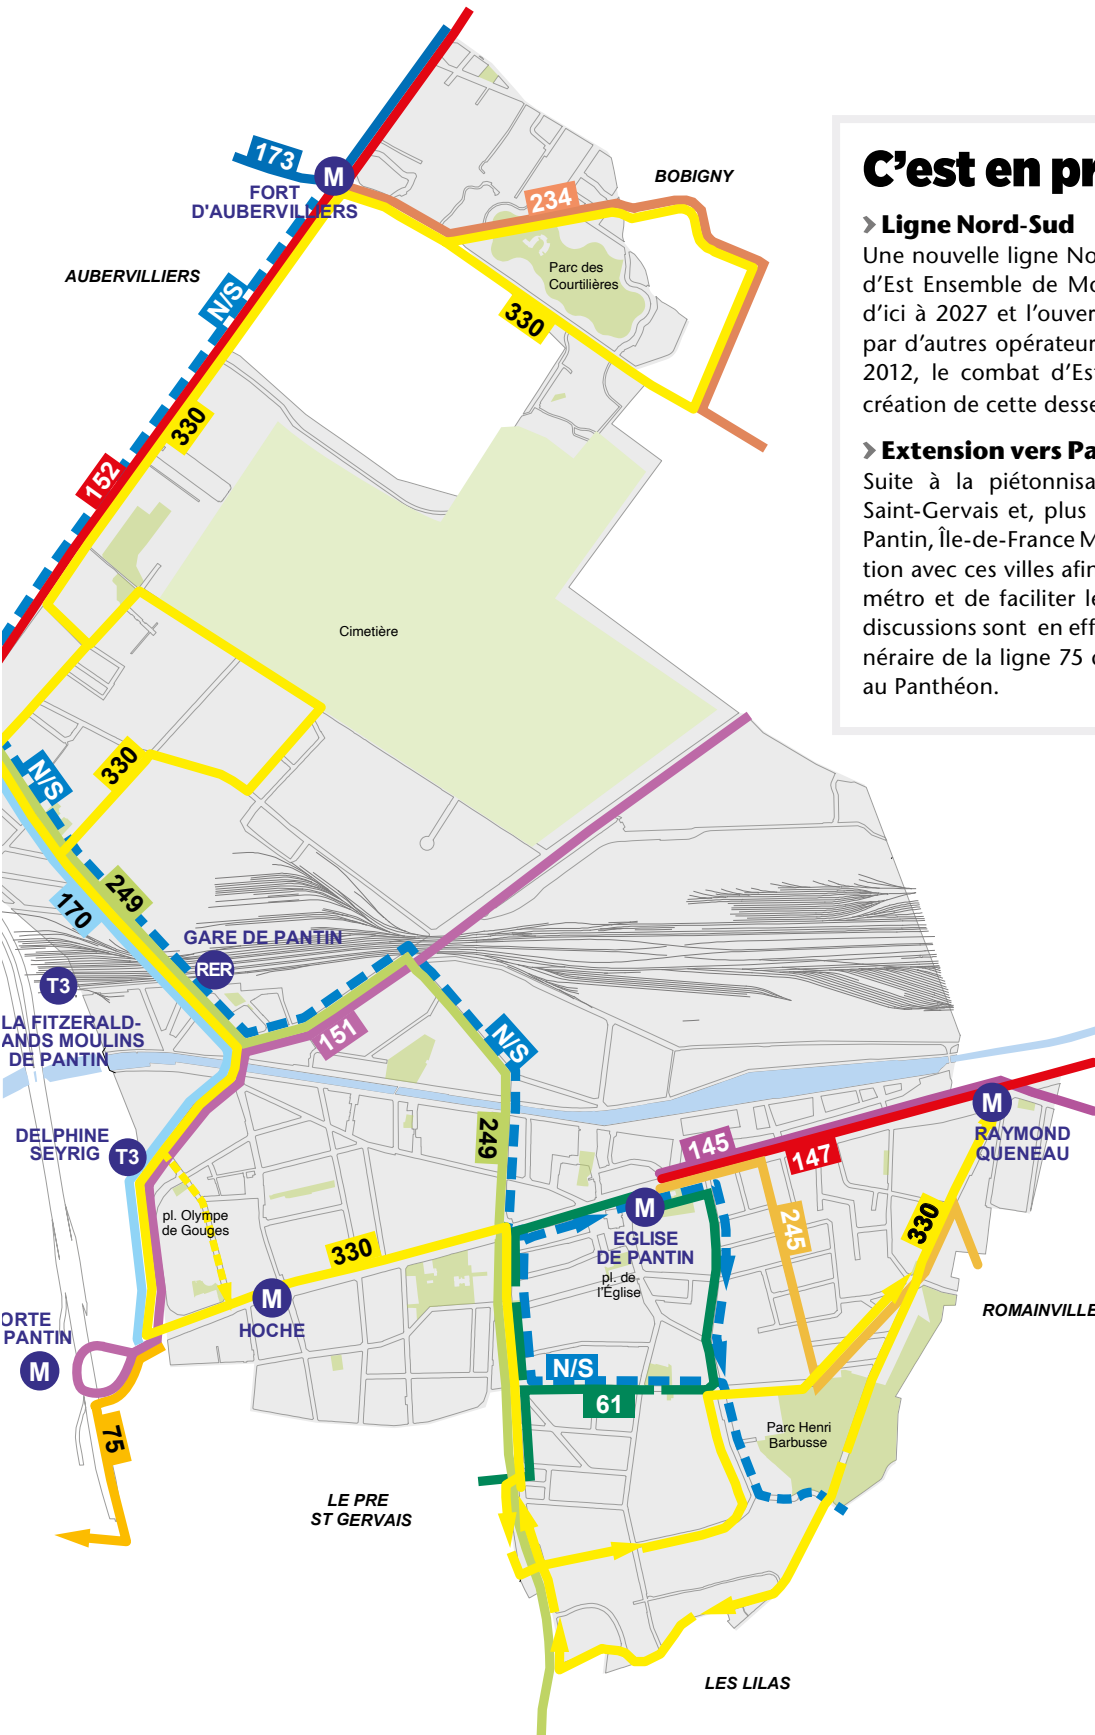 173
M
FORT
D'AUBERVILLIERS
BOBIGNY
234
AUBERVILLIERS
N/S
Parc des
Courtilières
330
330
152
Cimetière
330
N/S
249
170
GARE DE PANTIN
RER
T3
LA FITZERALD-
ANDS MOULINS
DE PANTIN
151
N/S
DELPHINE
SEYRIG
T3
249
145
147
M
RAYMOND
QUENEAU
pl. Olympe
de Gouges
330
M
EGLISE
DE PANTIN
pl. de
l'Église
245
330
M
HOCHE
ORTE
PANTIN
M
ROMAINVILLE
N/S
61
75
Parc Henri
Barbusse
LE PRE
ST GERVAIS
LES LILAS
C'est en pr
> Ligne Nord-Sud
Une nouvelle ligne No
d'Est Ensemble de Mo
d'ici à 2027 et l'ouver
par d'autres opérateur
2012, le combat d'Es
création de cette desse
> Extension vers Pa
Suite à la piétonnisa
Saint-Gervais et, plus
Pantin, Île-de-France M
tion avec ces villes afin
métro et de faciliter le
discussions sont en eff
néraire de la ligne 75
au Panthéon.